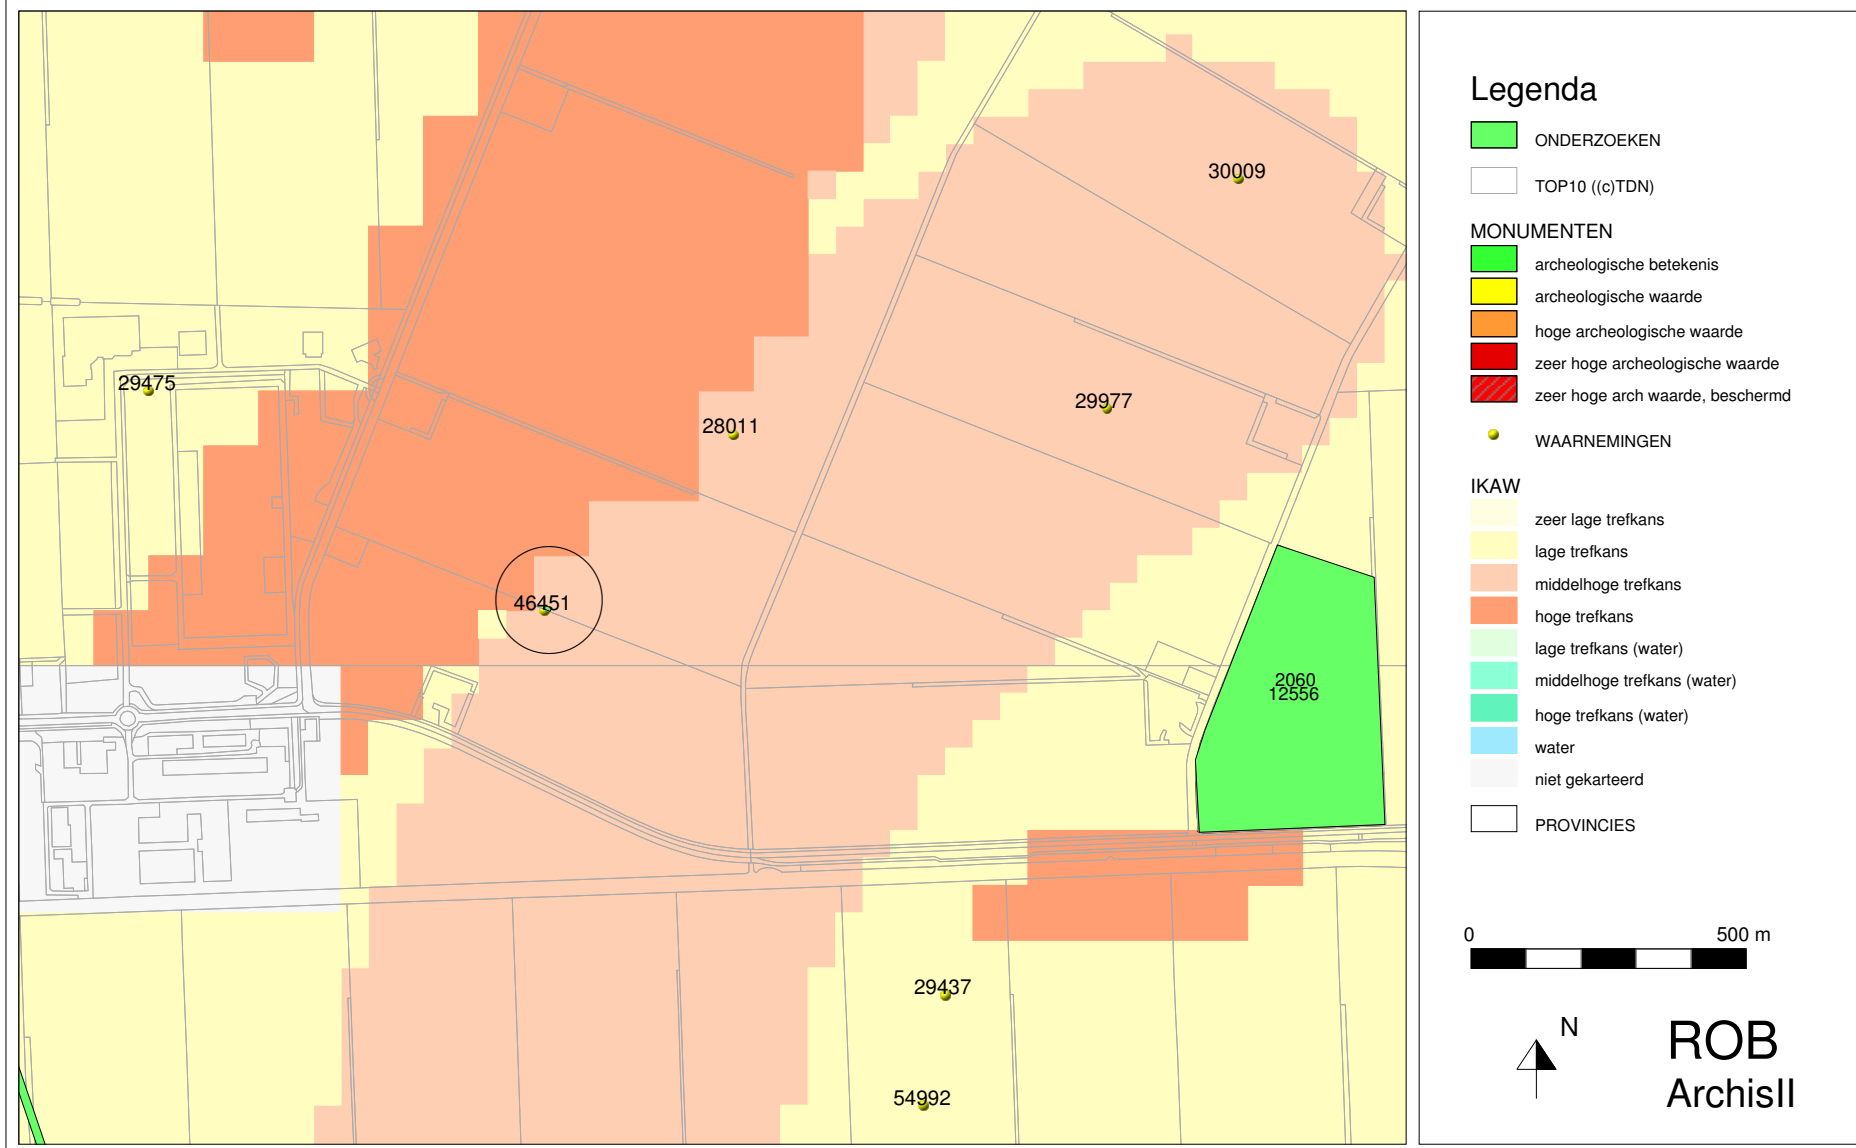 30009
29475
29977
28011
46451
2060
12556
29437
54992
Legenda
ONDERZOEKEN
TOP10 ((c)TDN)
MONUMENTEN
archeologische betekenis
archeologische waarde
hoge archeologische waarde
zeer hoge archeologische waarde
zeer hoge arch waarde, beschermd
WAARNEMINGEN
IKAW
zeer lage trefkans
lage trefkans
middelhoge trefkans
hoge trefkans
lage trefkans (water)
middelhoge trefkans (water)
hoge trefkans (water)
water
niet gekarteerd
PROVINCIES
0 500 m
N
ROB
ArchisII